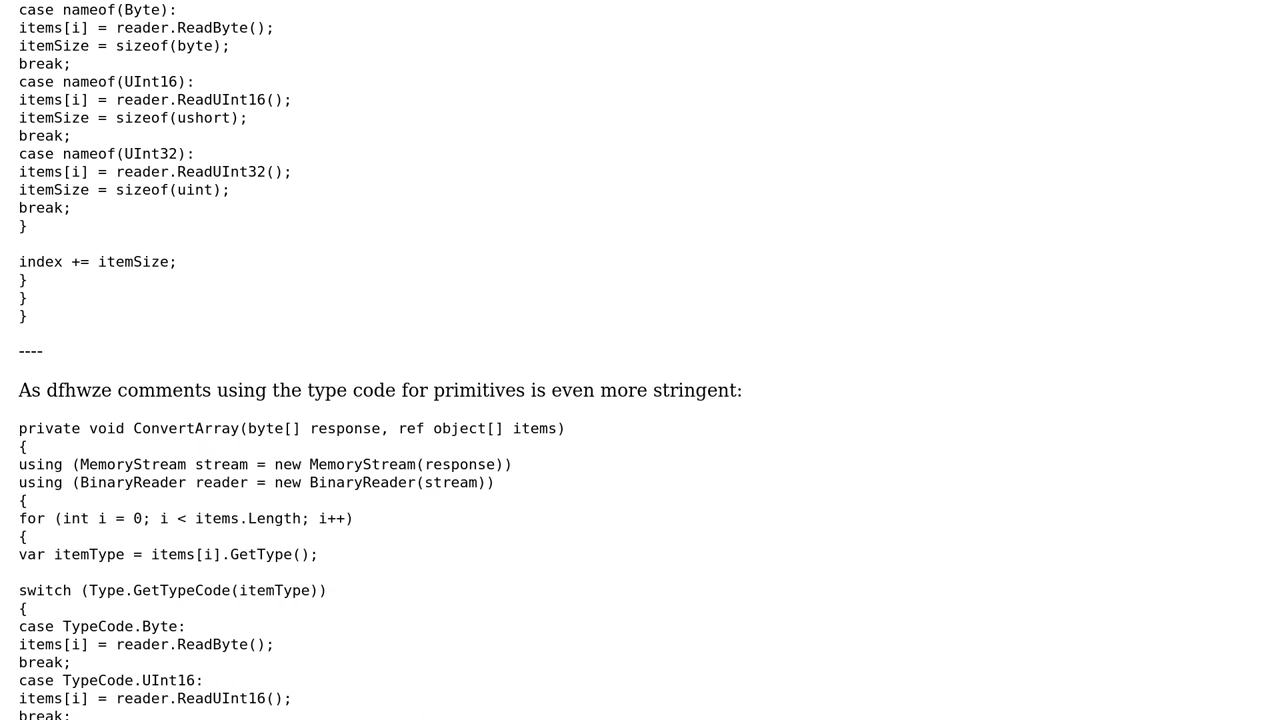 case nameof(Byte):
items[i] = reader.ReadByte();
itemSize = sizeof(byte);
break;
case nameof(UInt16):
items[i] = reader.ReadUInt16();
itemSize = sizeof(ushort);
break;
case nameof(UInt32):
items[i] = reader.ReadUInt32();
itemSize = sizeof(uint);
break;
}
index += itemSize;
}
}
}
----
As dfhwze comments using the type code for primitives is even more stringent:
private void ConvertArray(byte[] response, ref object[] items)
{
using (MemoryStream stream = new MemoryStream(response))
using (BinaryReader reader = new BinaryReader(stream))
{
for (int i = 0; i < items.Length; i++)
{
var itemType = items[i].GetType();
switch (Type.GetTypeCode(itemType))
{
case TypeCode.Byte:
items[i] = reader.ReadByte();
break;
case TypeCode.UInt16:
items[i] = reader.ReadUInt16();
break;